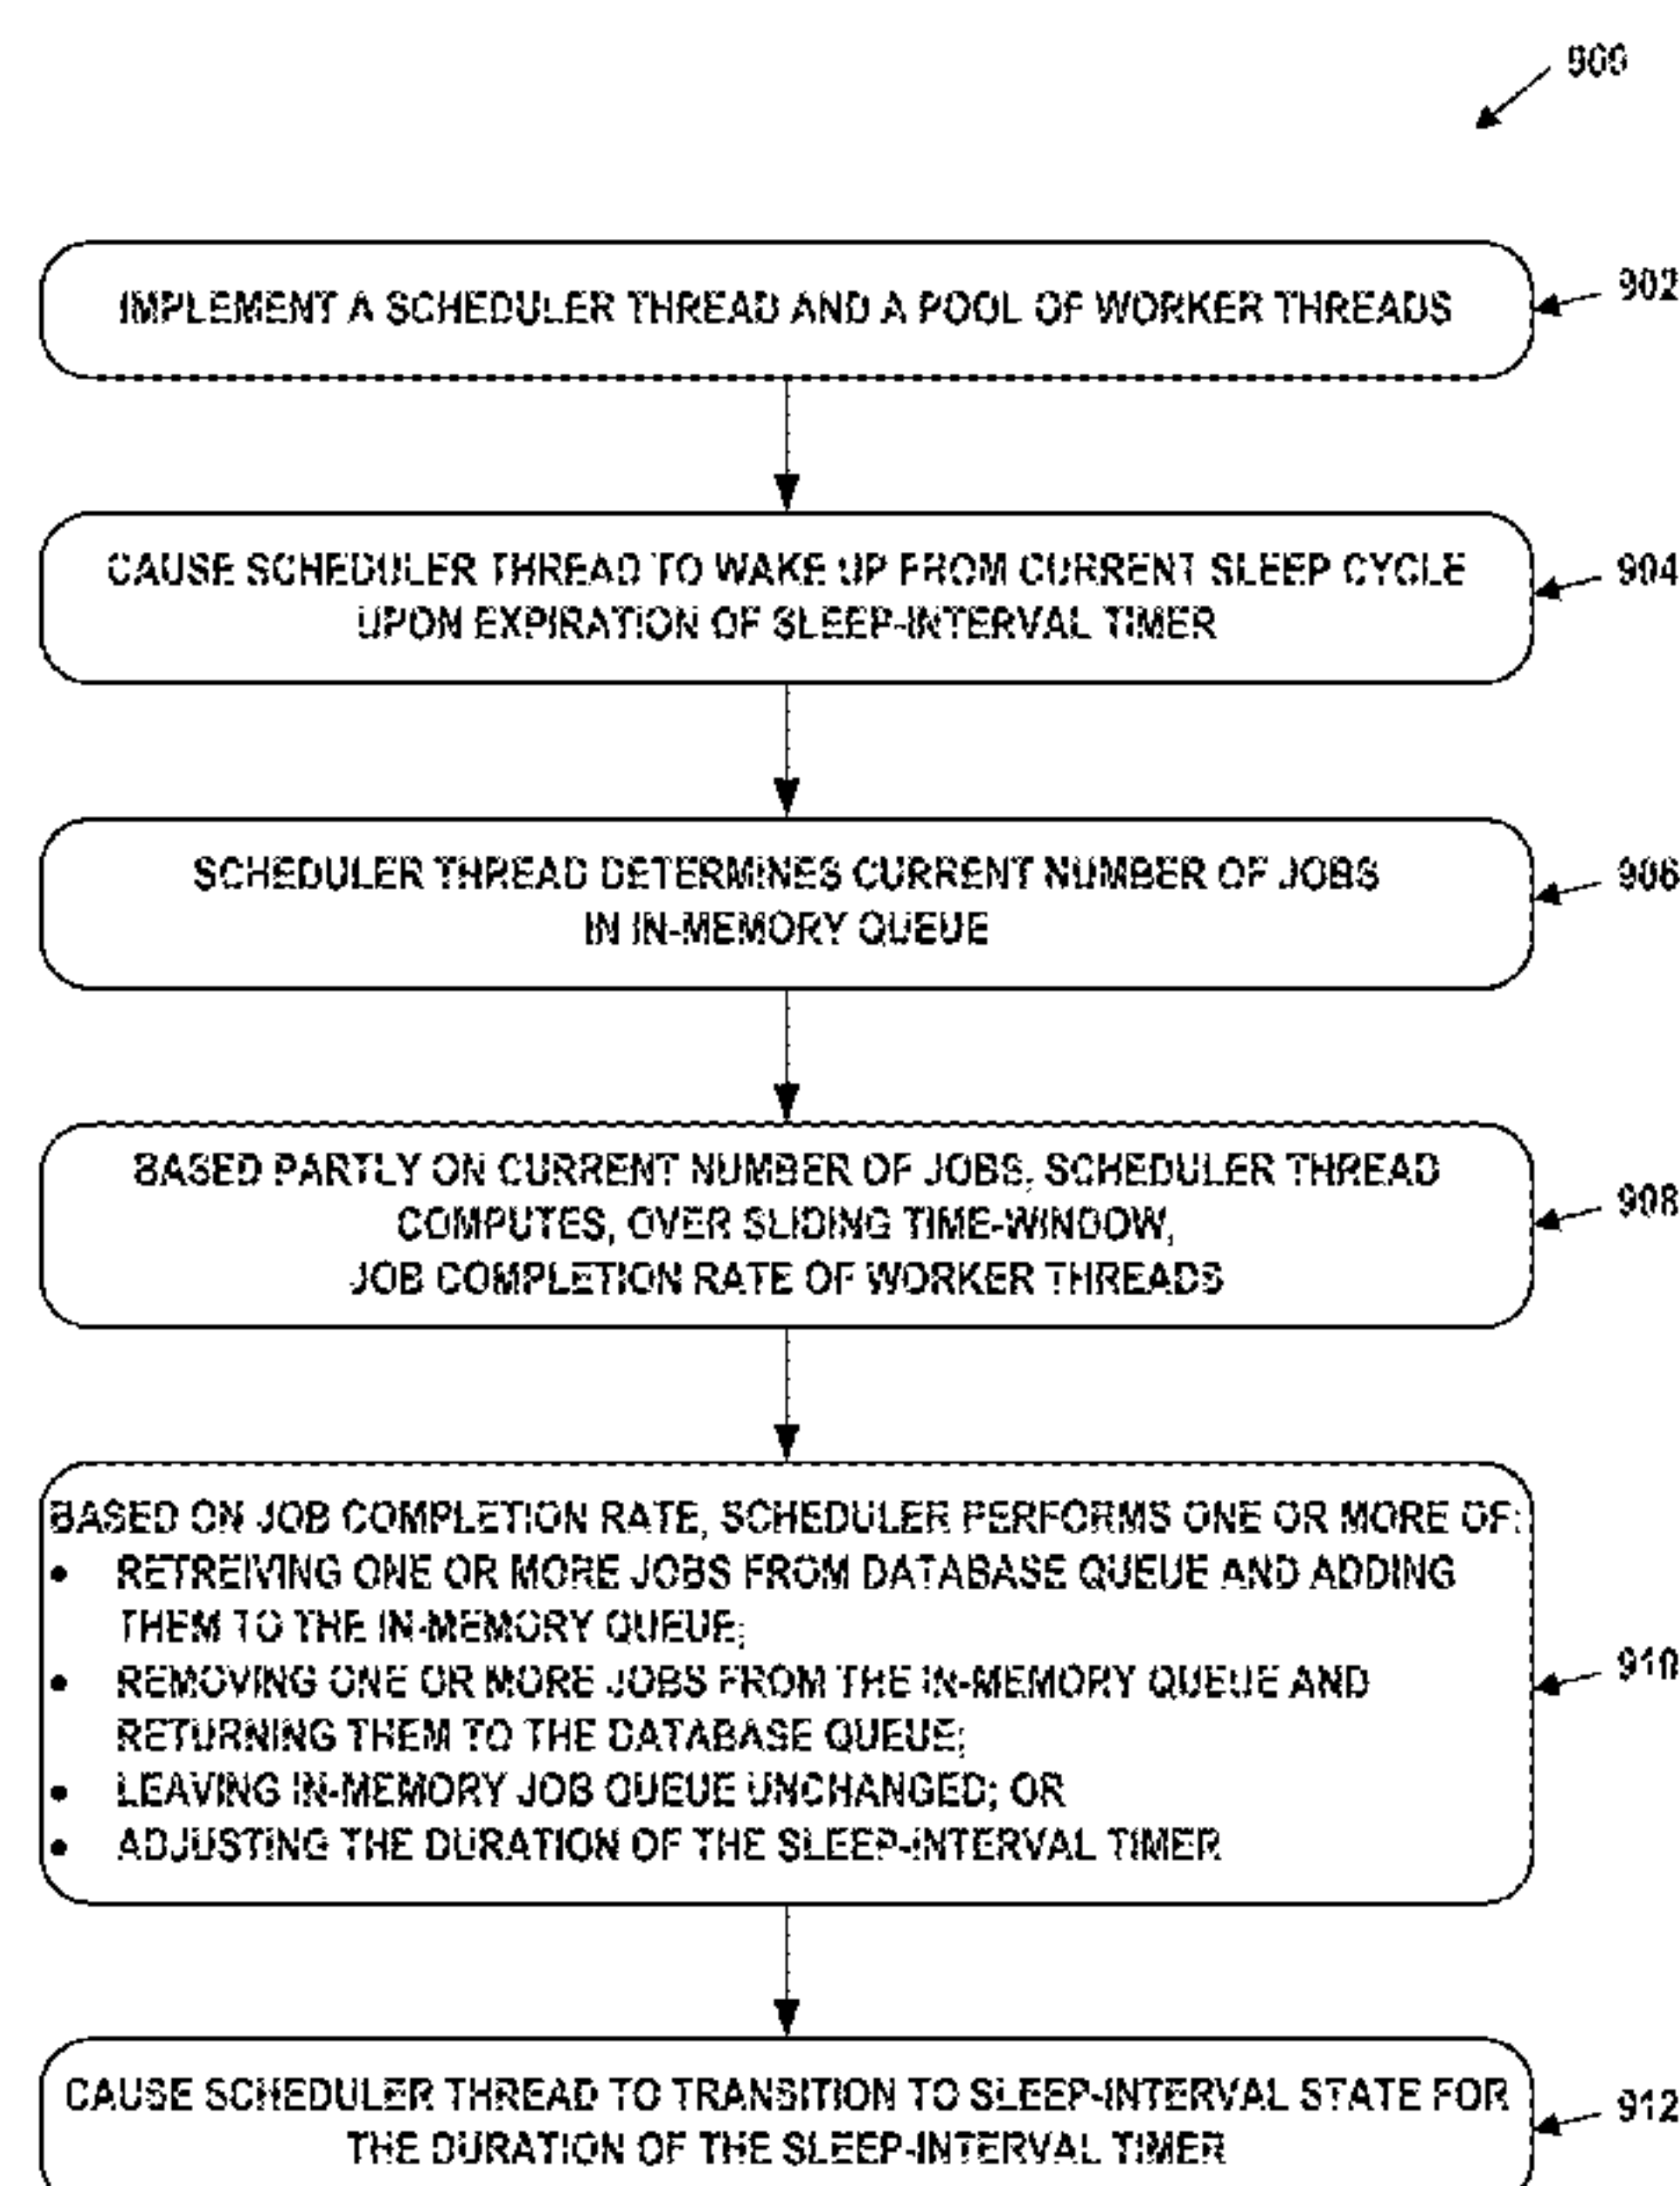 900
IMPLEMENT A SCHEDULER THREAD AND A POOL OF WORKER THREADS
902
CAUSE SCHEDULER THREAD TO WAKE UP FROM CURRENT SLEEP CYCLE
UPON EXPIRATION OF SLEEP-INTERVAL TIMER
904
SCHEDULER THREAD DETERMINES CURRENT NUMBER OF JOBS
IN IN-MEMORY QUEUE
906
BASED PARTLY ON CURRENT NUMBER OF JOBS, SCHEDULER THREAD
COMPUTES, OVER SLIDING TIME-WINDOW,
JOB COMPLETION RATE OF WORKER THREADS
908
BASED ON JOB COMPLETION RATE, SCHEDULER PERFORMS ONE OR MORE OF:
• RETREIVING ONE OR MORE JOBS FROM DATABASE QUEUE AND ADDING
THEM TO THE IN-MEMORY QUEUE;
• REMOVING ONE OR MORE JOBS FROM THE IN-MEMORY QUEUE AND
RETURNING THEM TO THE DATABASE QUEUE;
• LEAVING IN-MEMORY JOB QUEUE UNCHANGED; OR
• ADJUSTING THE DURATION OF THE SLEEP-INTERVAL TIMER
910
CAUSE SCHEDULER THREAD TO TRANSITION TO SLEEP-INTERVAL STATE FOR
THE DURATION OF THE SLEEP-INTERVAL TIMER
912